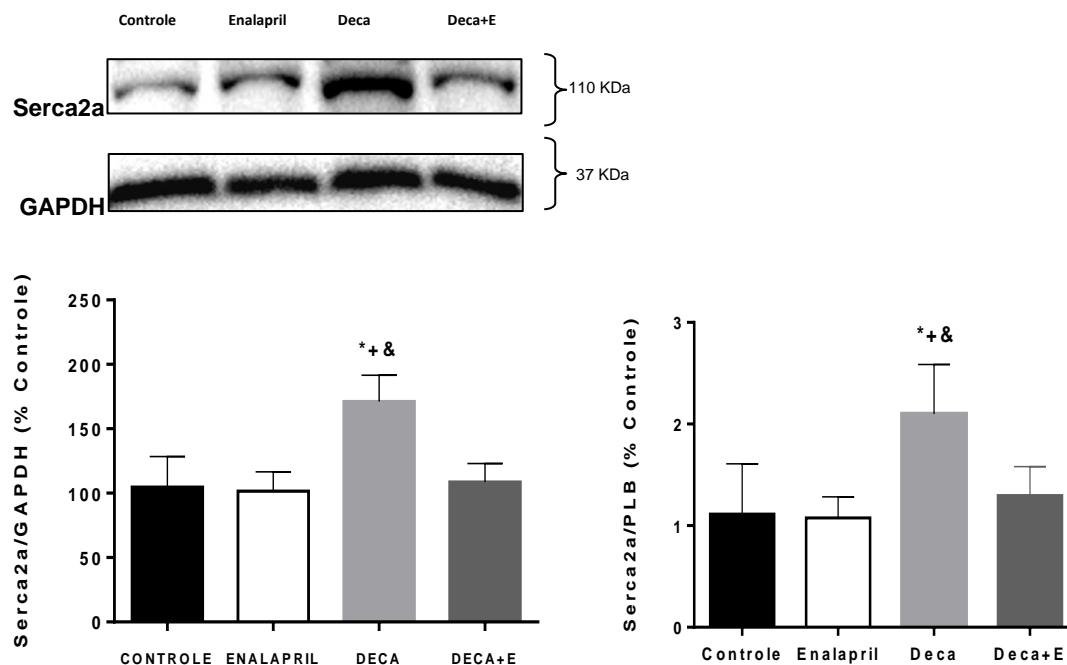 Controle Enalapril Deca Deca+E
Serca2a
110 KDa
GAPDH
37 KDa
Serca2a/GAPDH (% Controle)
250
200
150
100
50
0
*+&
CONTROLE ENALAPRIL DECA DECA+E
Serca2a/PLB (% Controle)
3
2
1
0
*+&
Controle Enalapril Deca Deca+E